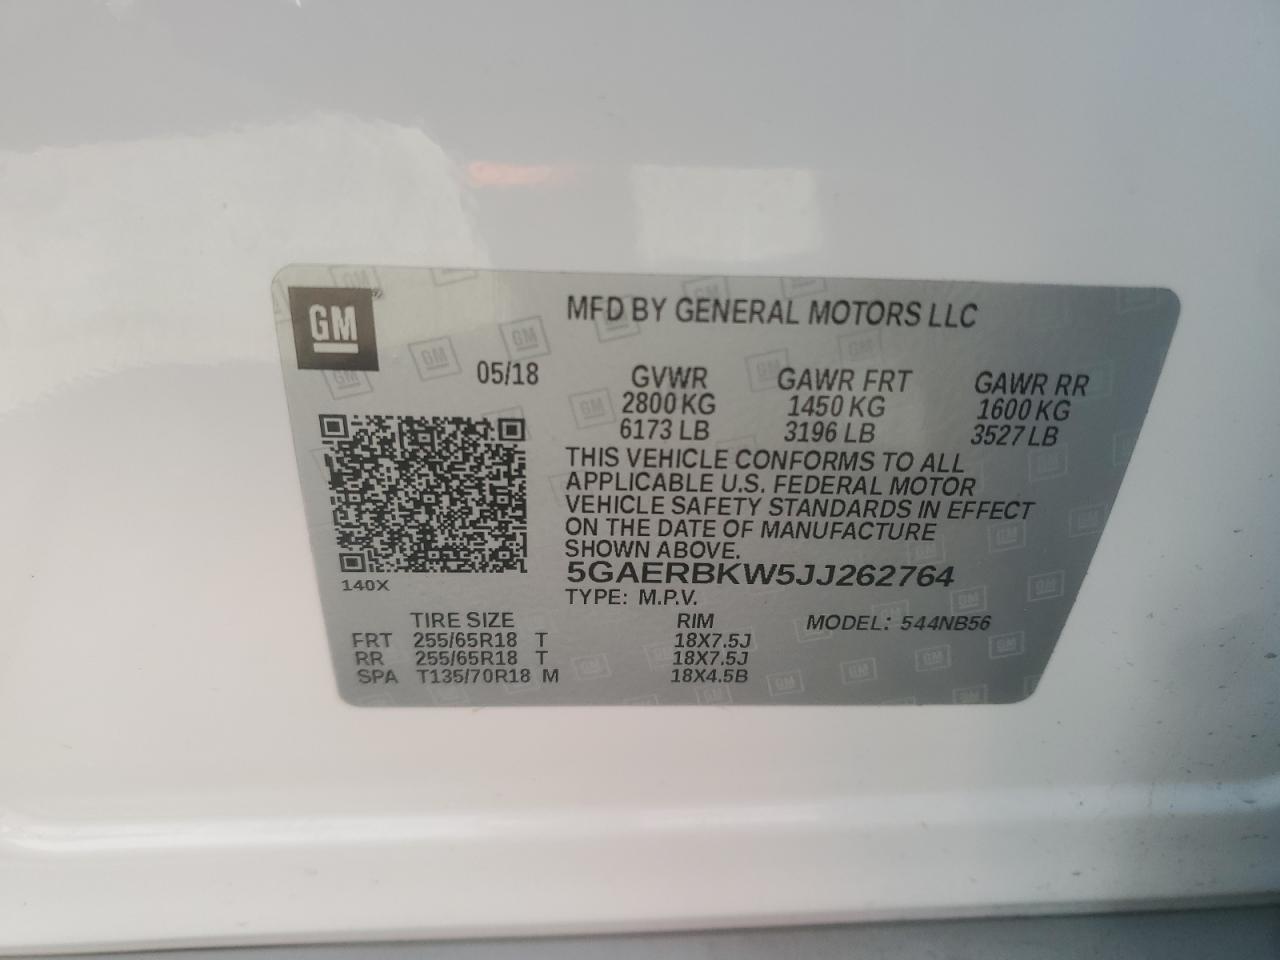 GM
MFD BY GENERAL MOTORS LLC
05/18
GVWR GAWR FRT GAWR RR
2800 KG 1450 KG 1600 KG
6173 LB 3196 LB 3527 LB
THIS VEHICLE CONFORMS TO ALL
APPLICABLE U.S. FEDERAL MOTOR
VEHICLE SAFETY STANDARDS IN EFFECT
ON THE DATE OF MANUFACTURE
SHOWN ABOVE.
140X
5GAERBKW5JJ262764
TYPE: M.P.V.
TIRE SIZE RIM MODEL: 544NB56
FRT 255/65R18 T 18X7.5J
RR 255/65R18 T 18X7.5J
SPA T135/70R18 M 18X4.5B